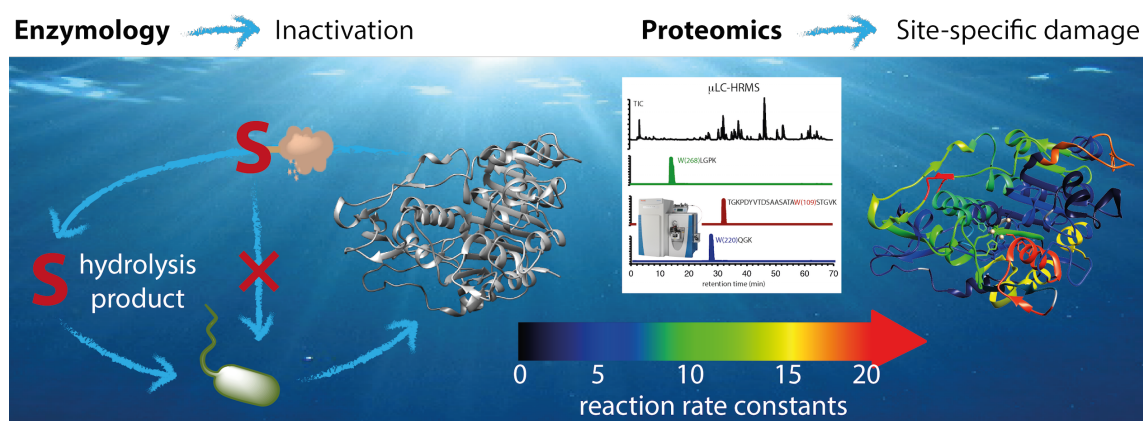 Enzymology Inactivation
Proteomics Site-specific damage
S
S hydrolysis
product
μLC-HRMS
TIC
W(268)LGPK
TGKPDYVTDSAASATAW(109)STGVK
W(220)QGK
0 10 20 30 40 50 60 70
retention time (min)
0 5 10 15 20
reaction rate constants